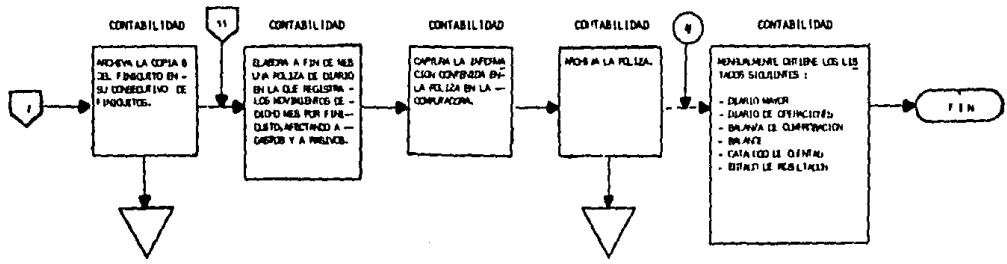 CONTABILIDAD
ARCHIVA LA COPIA 8
DEL FINIQUITO EN -
SU CONSECUTIVO DE
FINIQUITOS.
11
CONTABILIDAD
ELABORA A FIN DE MES
UNA POLIZA DE DIARIO
EN LA QUE REGISTRA -
LOS MOVIMIENTOS DE -
DICHO MES POR FINI-
QUITO, AFECTANDO A -
GASTOS Y A PASIVOS.
CONTABILIDAD
CAPTURA LA INFORMA
CION CONTENIDA EN-
LA POLIZA EN LA -
COMPUTADORA.
CONTABILIDAD
ARCHIVA LA POLIZA.
CONTABILIDAD
MENSUALMENTE OBTIENE LOS LIS
TADOS SIGUIENTES :
- DIARIO MAYOR
- DIARIO DE OPERACIONES
- BALANZA DE COMPROBACION
- BALANCE
- CATALOGO DE CUENTAS
- ESTADO DE RESULTADOS
FIN